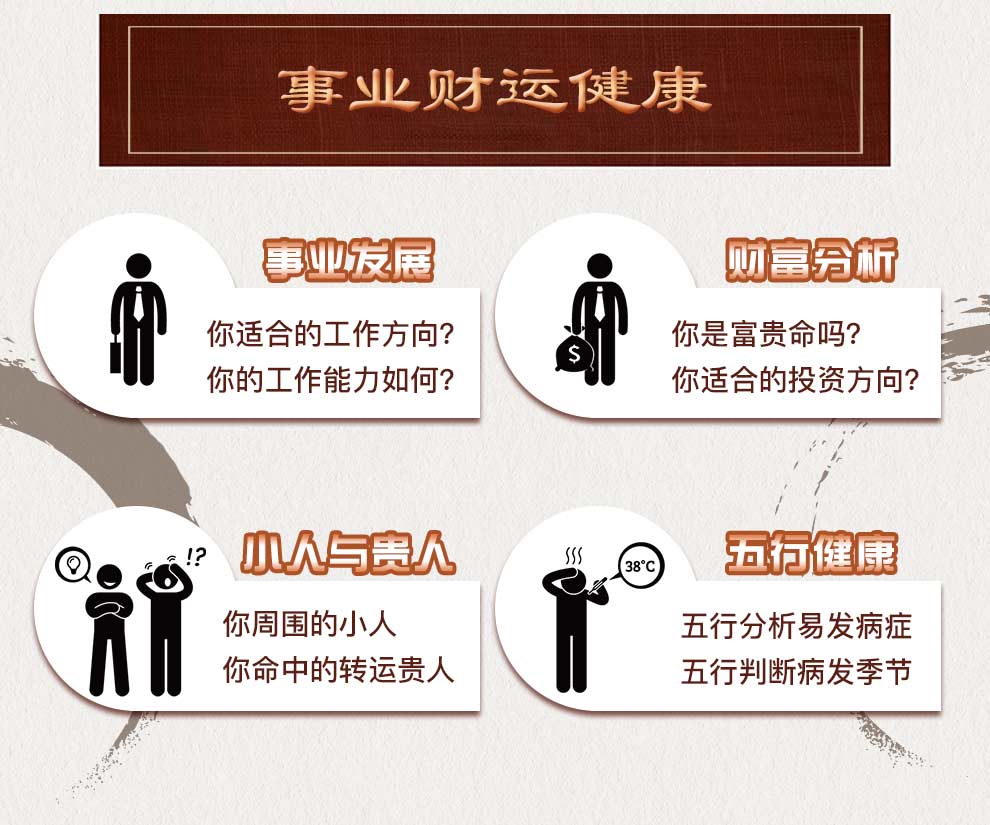 事业财运健康
事业发展
你适合的工作方向?
你的工作能力如何?
财富分析
$
你是富贵命吗?
你适合的投资方向?
小人与贵人
!?
你周围的小人
你命中的转运贵人
五行健康
38°C
五行分析易发病症
五行判断病发季节